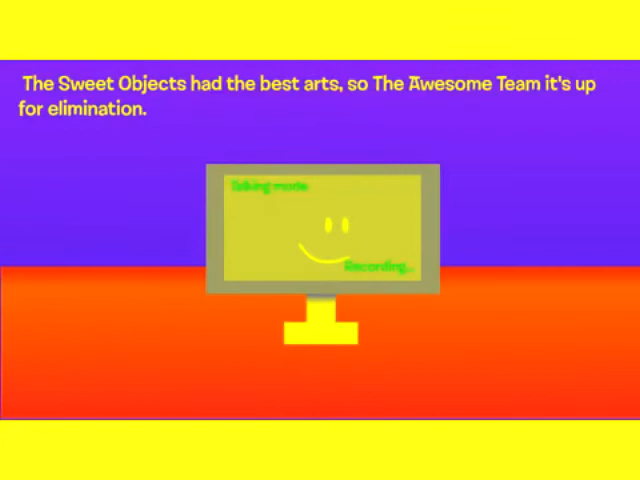 The Sweet Objects had the best arts, so The Awesome Team it's up
for elimination.
Talking mode
Recording...